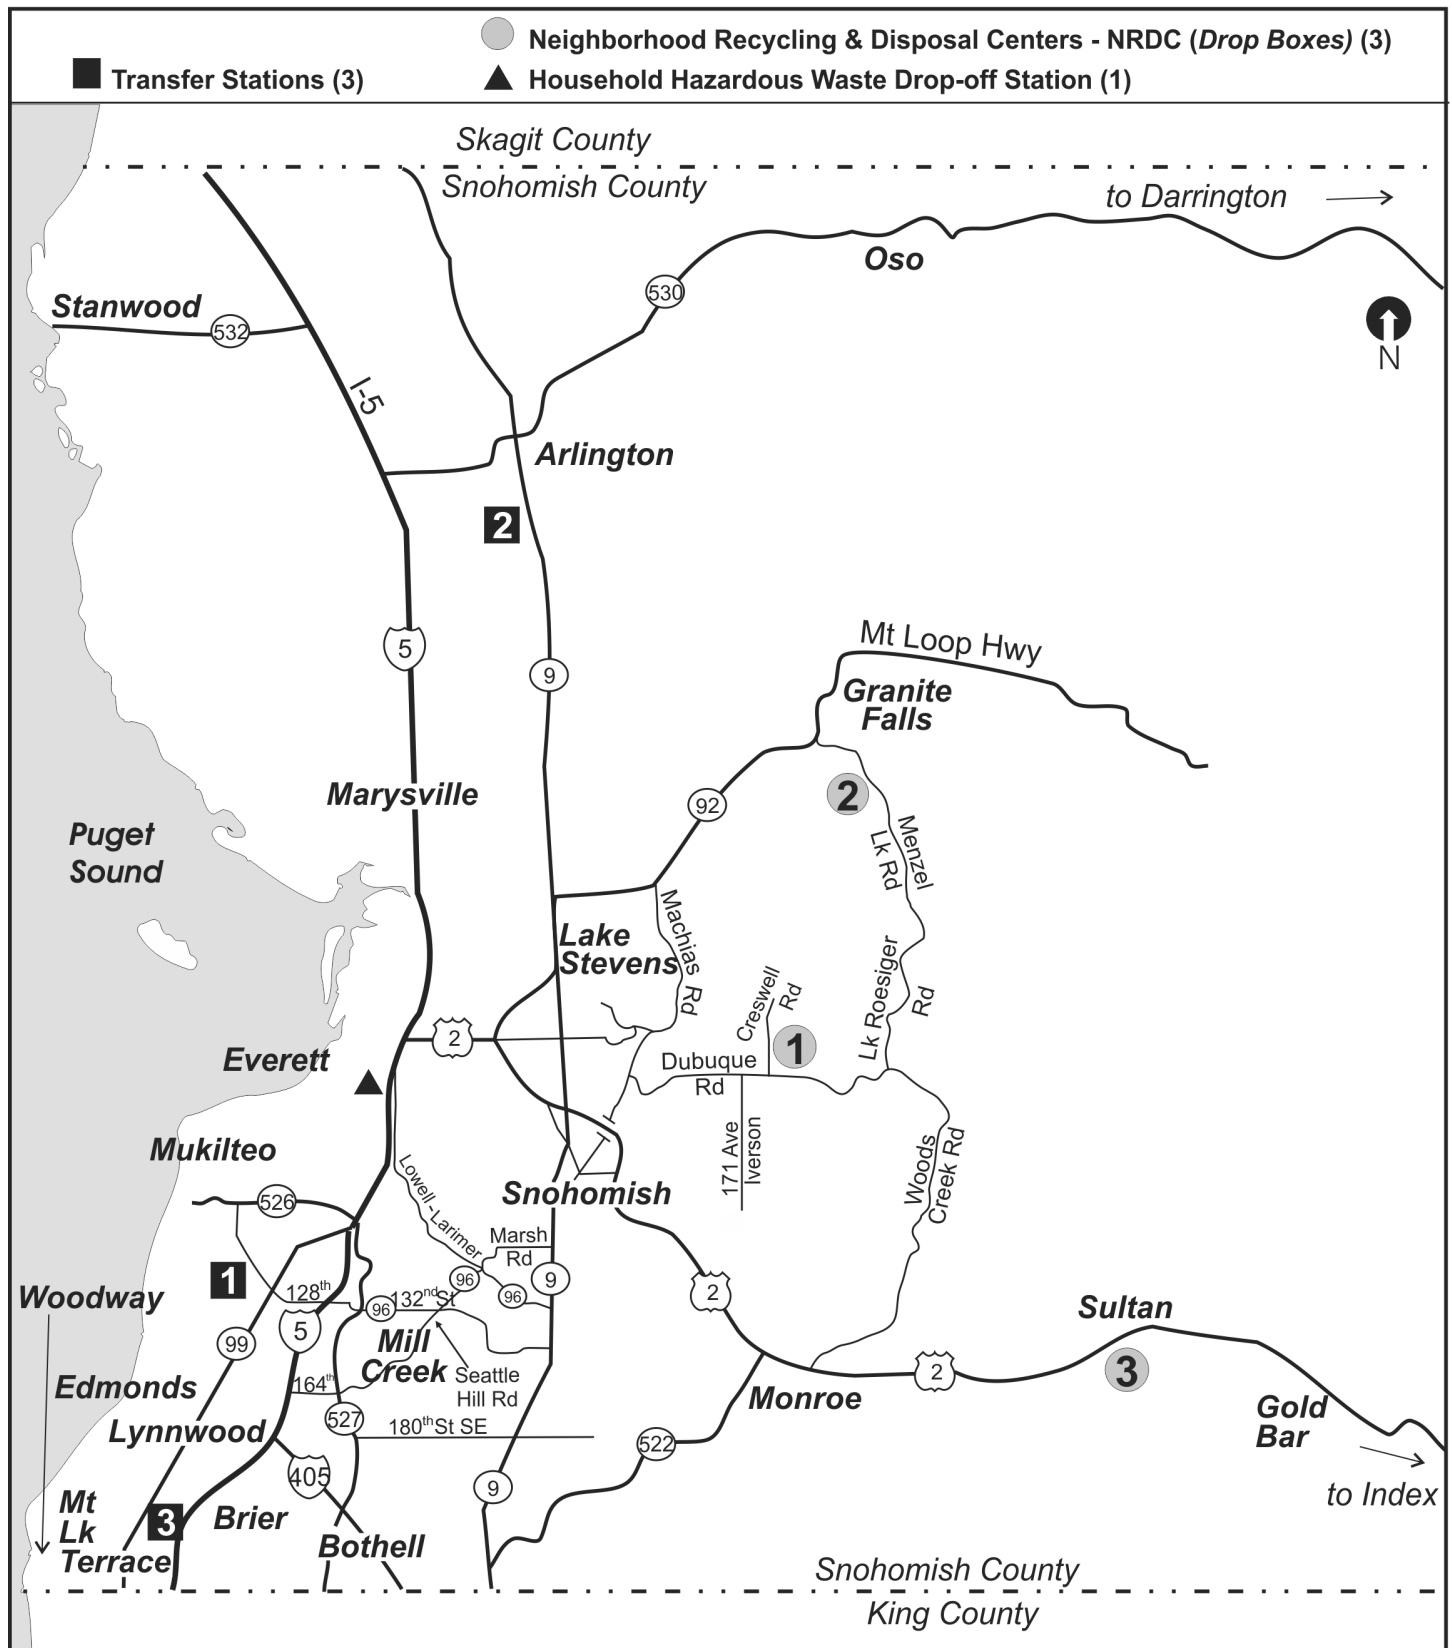 Neighborhood Recycling & Disposal Centers - NRDC (Drop Boxes) (3)
Transfer Stations (3)
Household Hazardous Waste Drop-off Station (1)
Skagit County
Snohomish County
to Darrington
Oso
530
Stanwood
532
N
I-5
Arlington
2
5
9
Mt Loop Hwy
Granite
Falls
Marysville
92
2
Puget
Sound
Menzel
Lk Rd
Machias
Rd
Lake
Stevens
Lk Roesiger
Rd
Creswell
Rd
2
1
Everett
Dubuque
Rd
Mukilteo
171 Ave
Iverson
Woods
Creek Rd
Lowell-Larimer
Snohomish
526
Marsh
Rd
1
128th
96
9
96
132nd St
96
2
Woodway
5
99
Mill
Creek
Sultan
Edmonds
164th
Seattle
Hill Rd
2
3
Monroe
Lynnwood
527
180th St SE
522
Gold
Bar
405
9
to Index
Mt
Lk
Terrace
3
Brier
Bothell
Snohomish County
King County